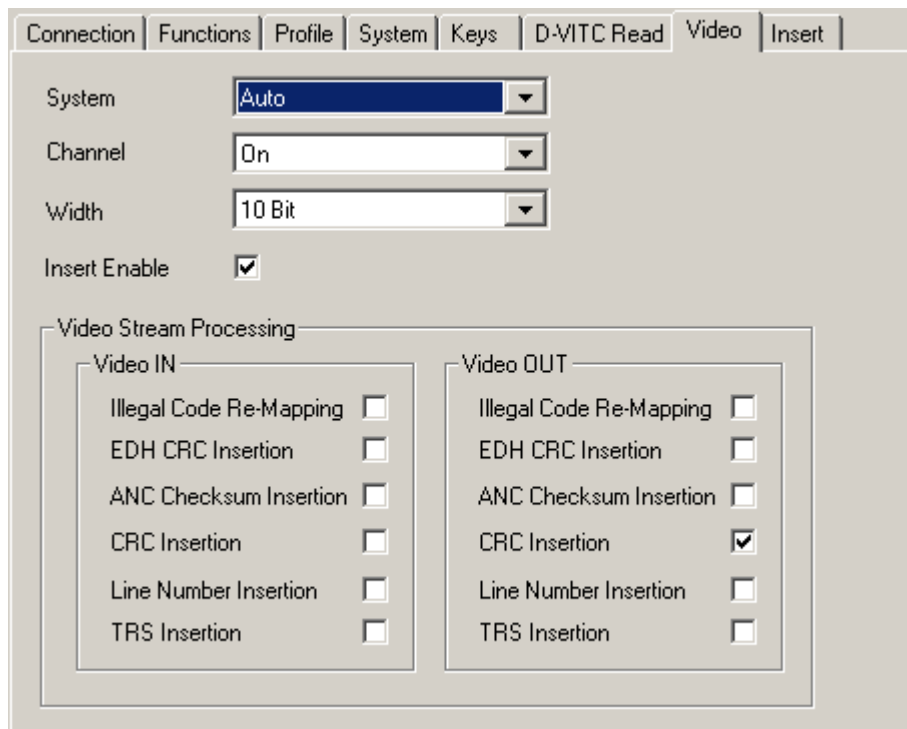 Connection Functions Profile System Keys D-VITC Read Video Insert
System Auto
Channel On
Width 10 Bit
Insert Enable
Video Stream Processing
Video IN
Illegal Code Re-Mapping
EDH CRC Insertion
ANC Checksum Insertion
CRC Insertion
Line Number Insertion
TRS Insertion
Video OUT
Illegal Code Re-Mapping
EDH CRC Insertion
ANC Checksum Insertion
CRC Insertion
Line Number Insertion
TRS Insertion